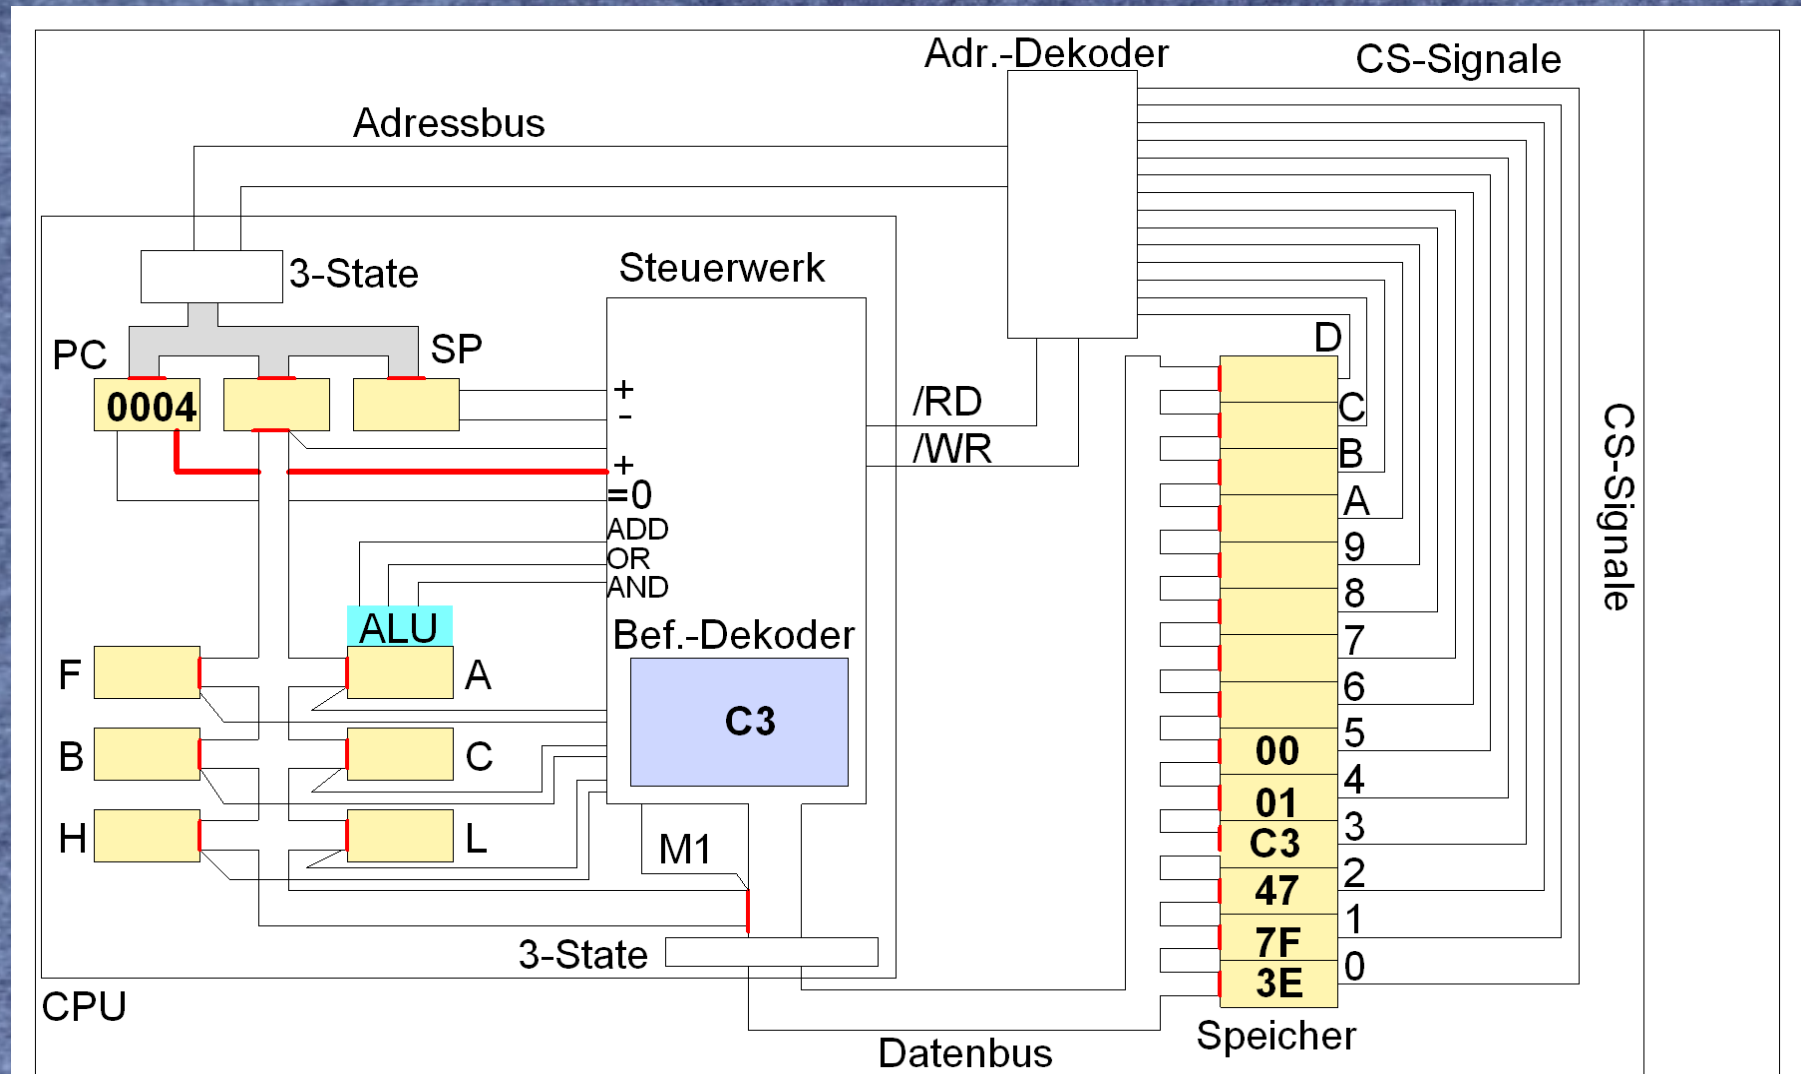 Adr.-Dekoder
CS-Signale
Adressbus
3-State
Steuerwerk
PC
SP
0004
+
-
+
=0
ADD
OR
AND
/RD
/WR
ALU
Bef.-Dekoder
C3
F
A
B
C
H
L
M1
3-State
CPU
Datenbus
D
C
B
A
9
8
7
6
5
00
4
01
3
C3
2
47
1
7F
0
3E
Speicher
CS-Signale